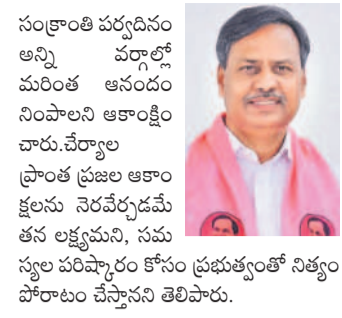 సంక్రాంతి పర్వదినం
అన్ని వర్గాల్లో
మరింత ఆనందం
నింపాలని ఆకాంక్షిం
చారు.చేర్యాల
ప్రాంత ప్రజల ఆకాం
క్షలను నెరవేర్చడమే
తన లక్ష్యమని, సమ
స్యల పరిష్కారం కోసం ప్రభుత్వంతో నిత్యం
పోరాటం చేస్తానని తెలిపారు.